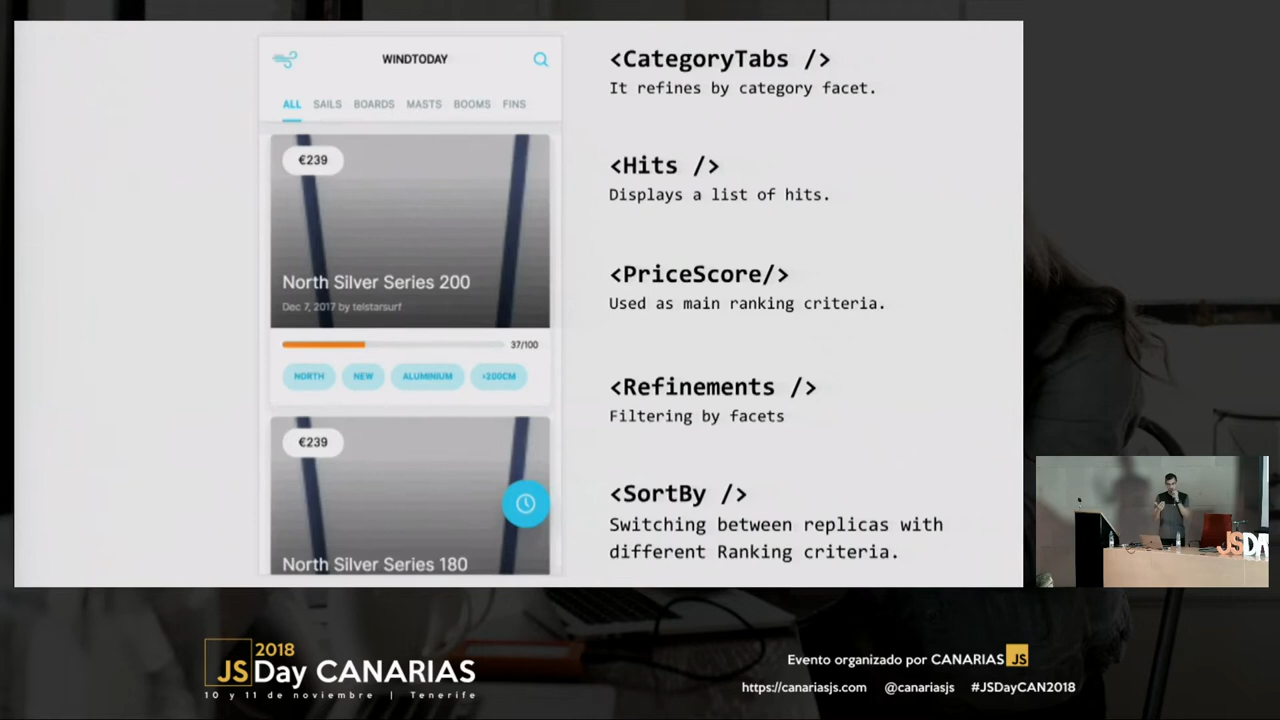 WINDTODAY
ALL SAILS BOARDS MASTS BOOMS FINS
€239
North Silver Series 200
Dec 7, 2017 by telstarsurf
37/100
NORTH NEW ALUMINIUM >200CM
€239
North Silver Series 180
<CategoryTabs />
It refines by category facet.
<Hits />
Displays a list of hits.
<PriceScore/>
Used as main ranking criteria.
<Refinements />
Filtering by facets
<SortBy />
Switching between replicas with
different Ranking criteria.
JSDA
2018
JSDay CANARIAS
10 y 11 de noviembre | Tenerife
Evento organizado por CANARIAS JS
https://canariasjs.com @canariasjs #JSDayCAN2018